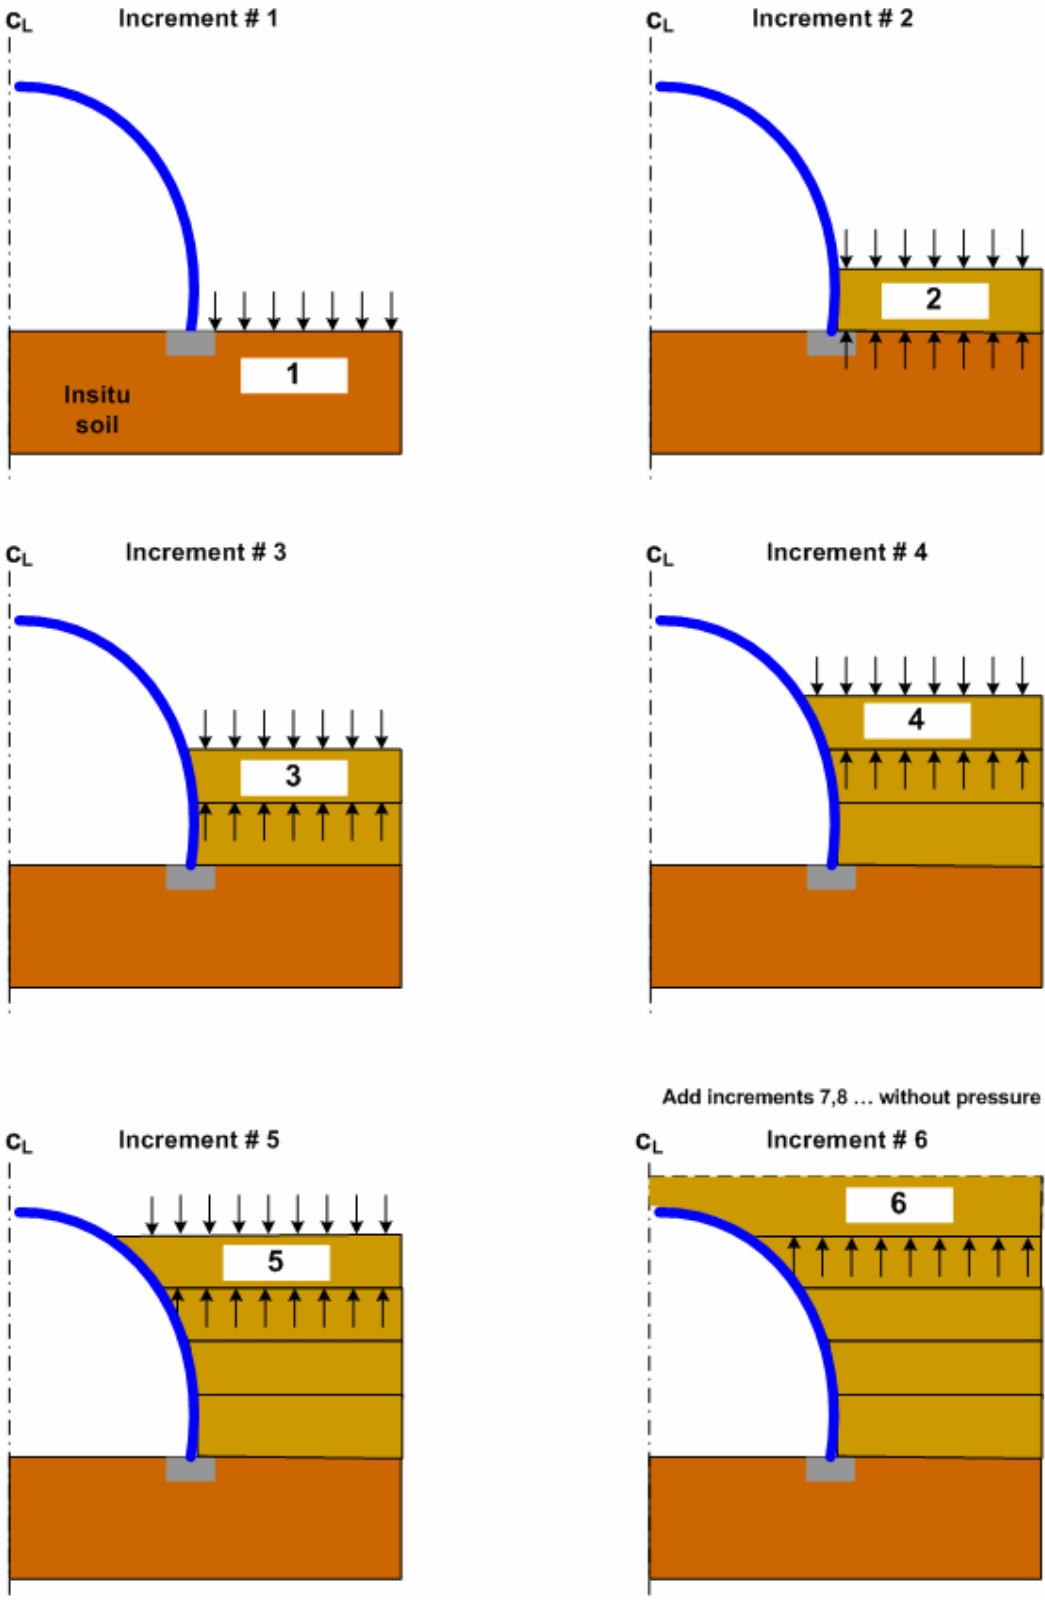 CL Increment # 1
CL Increment # 2
1
Insitu
soil
2
CL Increment # 3
CL Increment # 4
3
4
Add increments 7,8 ... without pressure
CL Increment # 5
CL Increment # 6
5
6